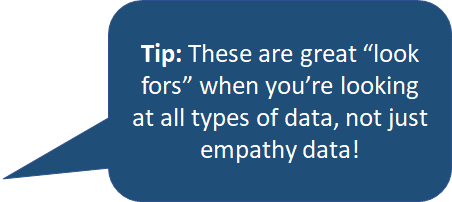 Tip: These are great “look
fors” when you’re looking
at all types of data, not just
empathy data!